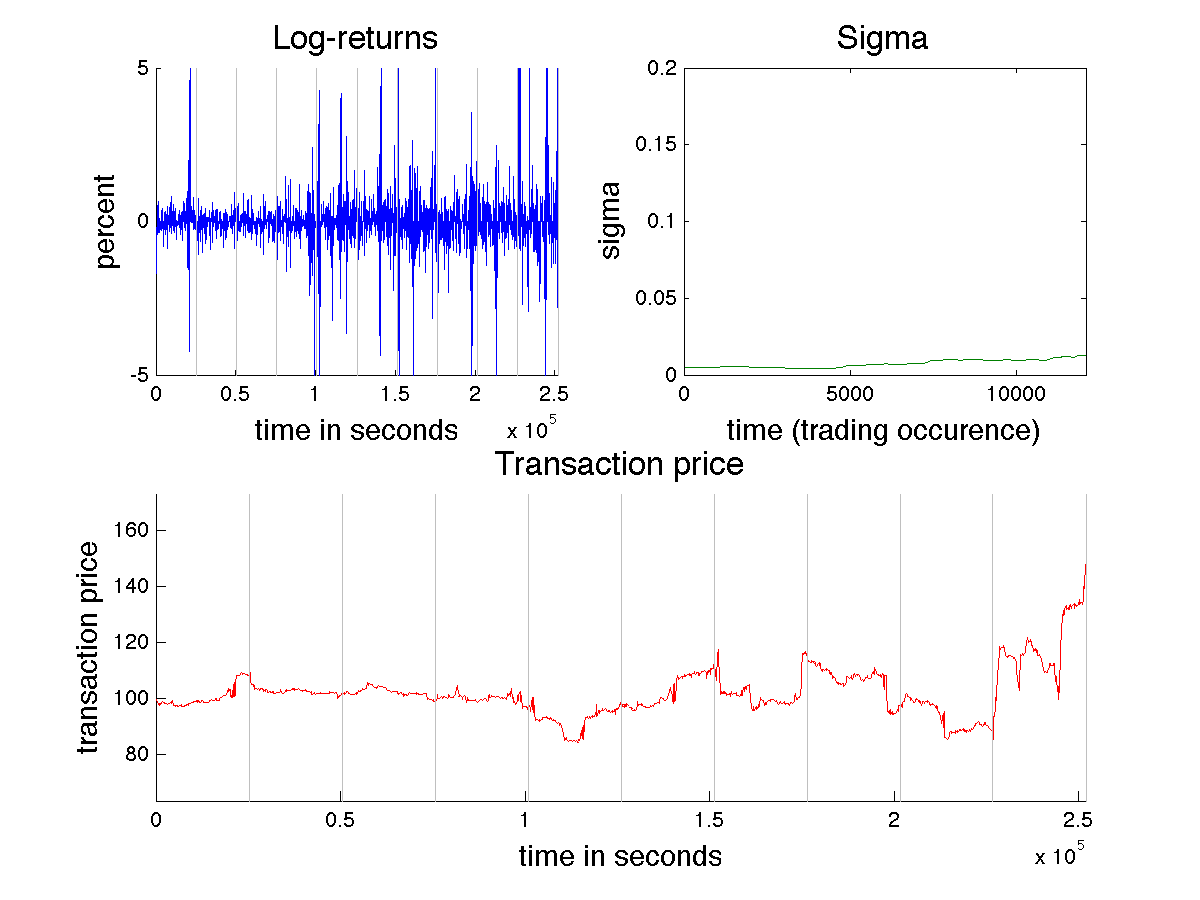 Log-returns
5
0
-5
percent
0
0.5
1
1.5
2
2.5
time in seconds
x 10^5
Sigma
0.2
0.15
0.1
0.05
0
sigma
0
5000
10000
time (trading occurence)
Transaction price
160
140
120
100
80
transaction price
0
0.5
1
1.5
2
2.5
time in seconds
x 10^5